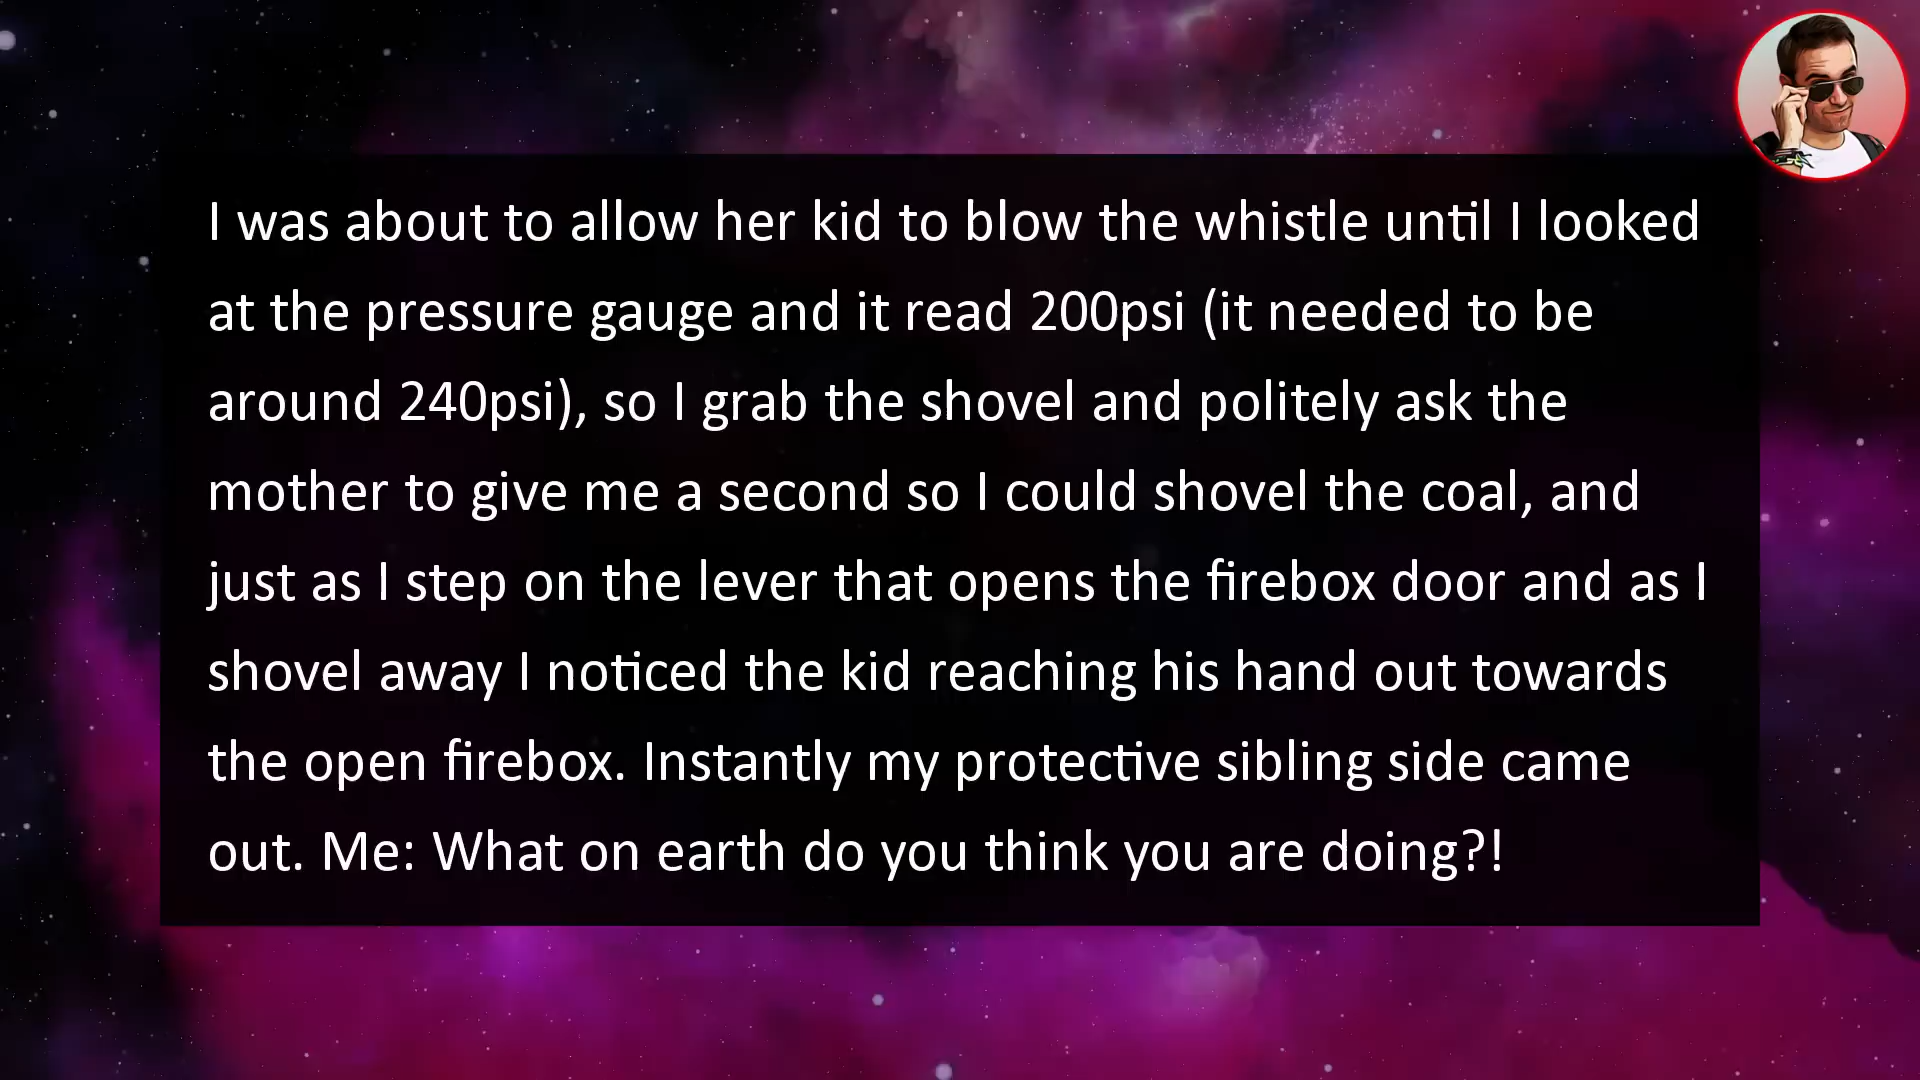 I was about to allow her kid to blow the whistle until I looked
at the pressure gauge and it read 200psi (it needed to be
around 240psi), so I grab the shovel and politely ask the
mother to give me a second so I could shovel the coal, and
just as I step on the lever that opens the firebox door and as I
shovel away I noticed the kid reaching his hand out towards
the open firebox. Instantly my protective sibling side came
out. Me: What on earth do you think you are doing?!